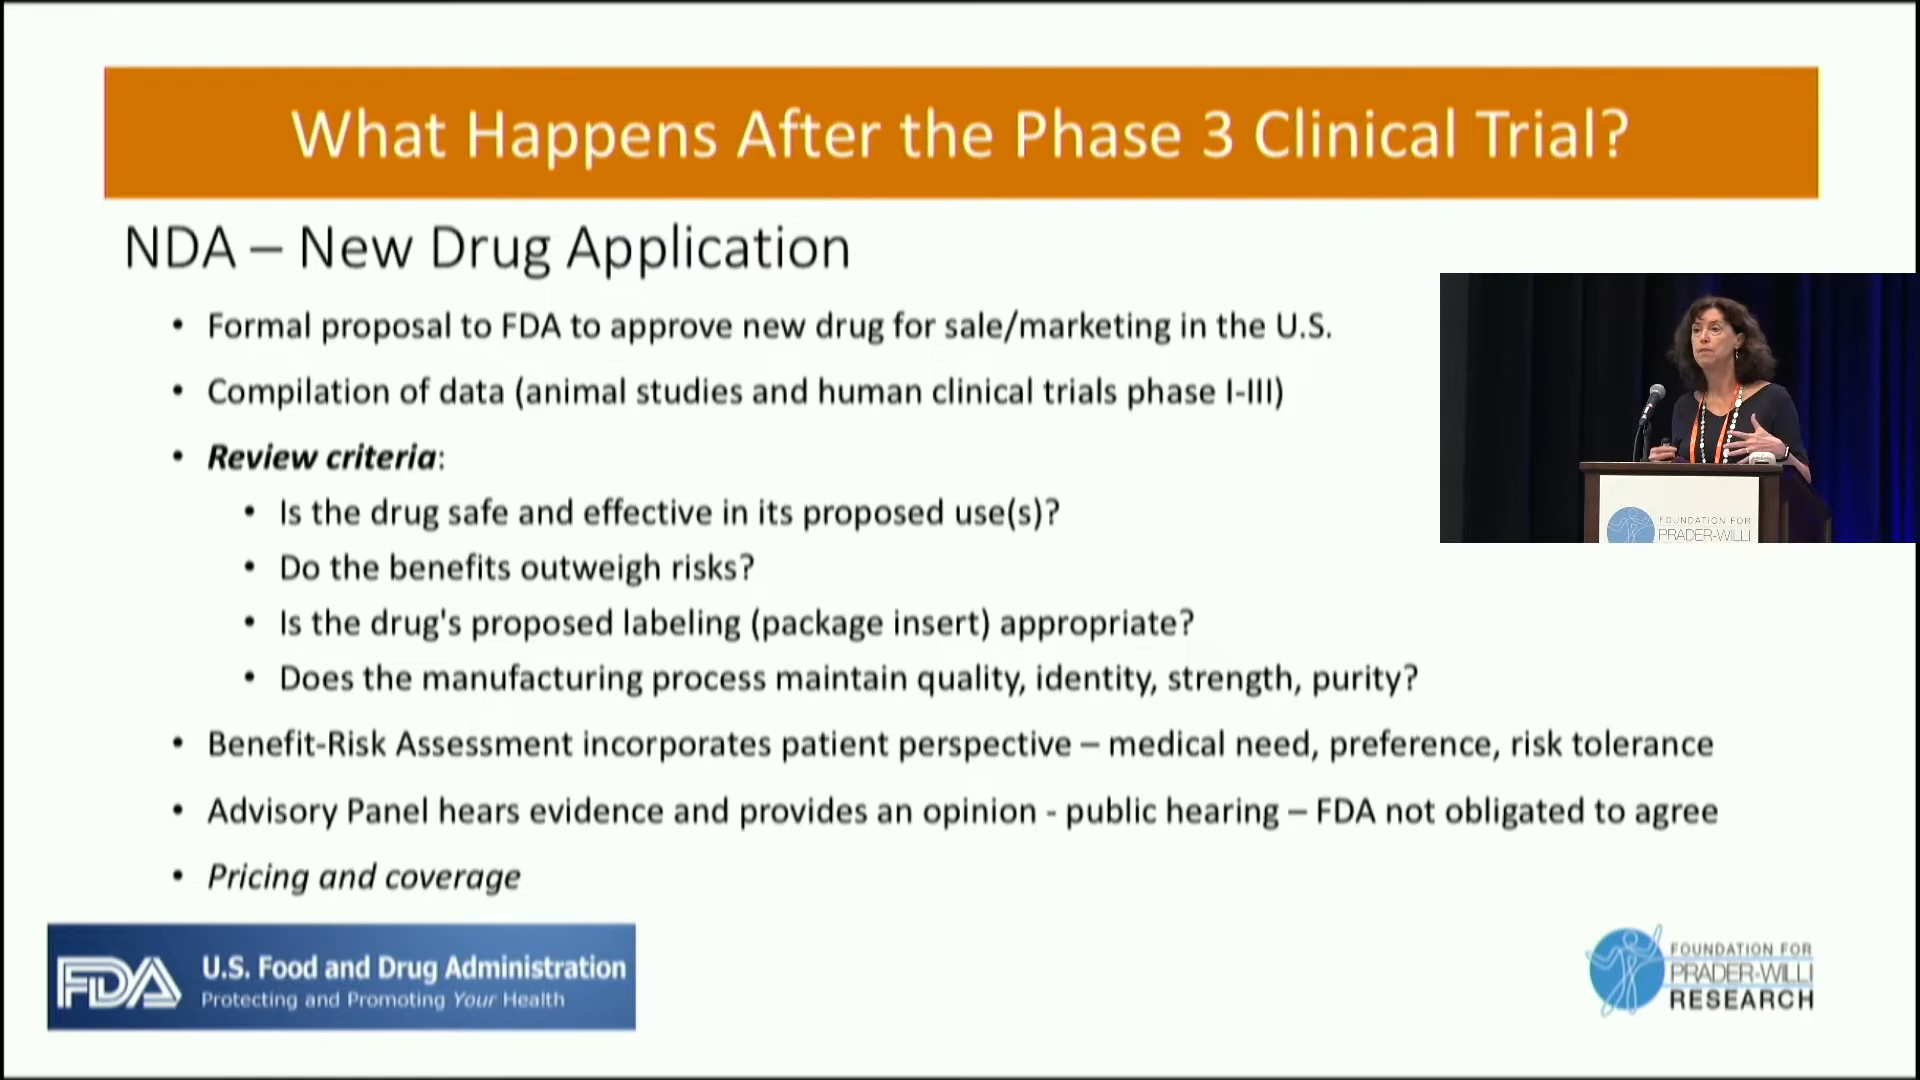 What Happens After the Phase 3 Clinical Trial?
NDA – New Drug Application
• Formal proposal to FDA to approve new drug for sale/marketing in the U.S.
• Compilation of data (animal studies and human clinical trials phase I-III)
• Review criteria:
• Is the drug safe and effective in its proposed use(s)?
• Do the benefits outweigh risks?
• Is the drug's proposed labeling (package insert) appropriate?
• Does the manufacturing process maintain quality, identity, strength, purity?
• Benefit-Risk Assessment incorporates patient perspective – medical need, preference, risk tolerance
• Advisory Panel hears evidence and provides an opinion - public hearing – FDA not obligated to agree
• Pricing and coverage
FOUNDATION FOR
PRADER-WILLI
FDA
U.S. Food and Drug Administration
Protecting and Promoting Your Health
FOUNDATION FOR
PRADER-WILLI
RESEARCH